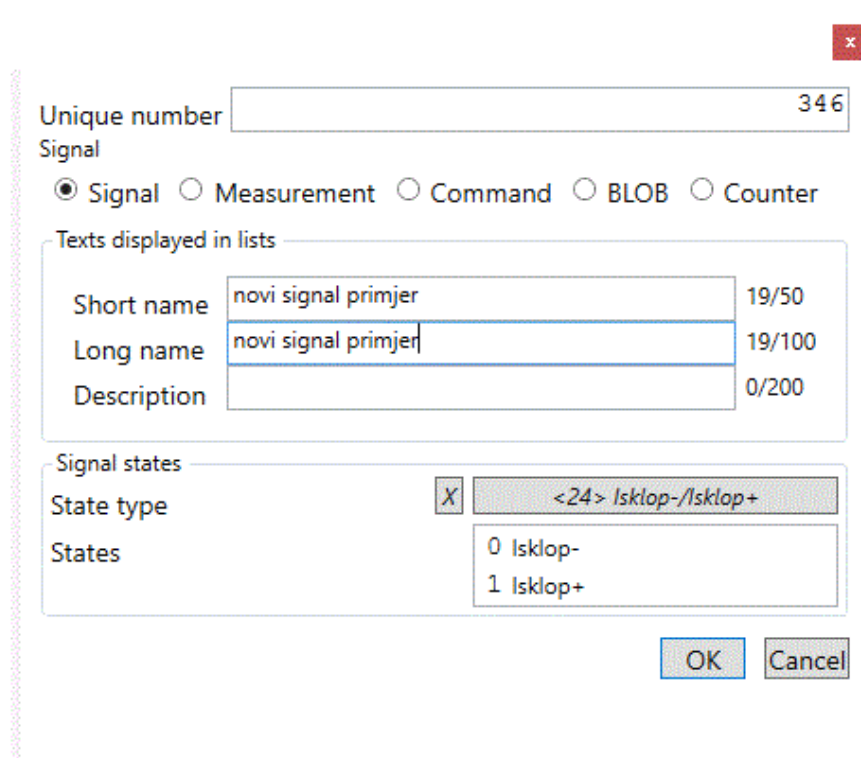 x
Unique number 346
Signal
Signal Measurement Command BLOB Counter
Texts displayed in lists
Short name novi signal primjer 19/50
Long name novi signal primjer 19/100
Description 0/200
Signal states
State type X <24> Isklop-/Isklop+
States 0 Isklop-
1 Isklop+
OK Cancel